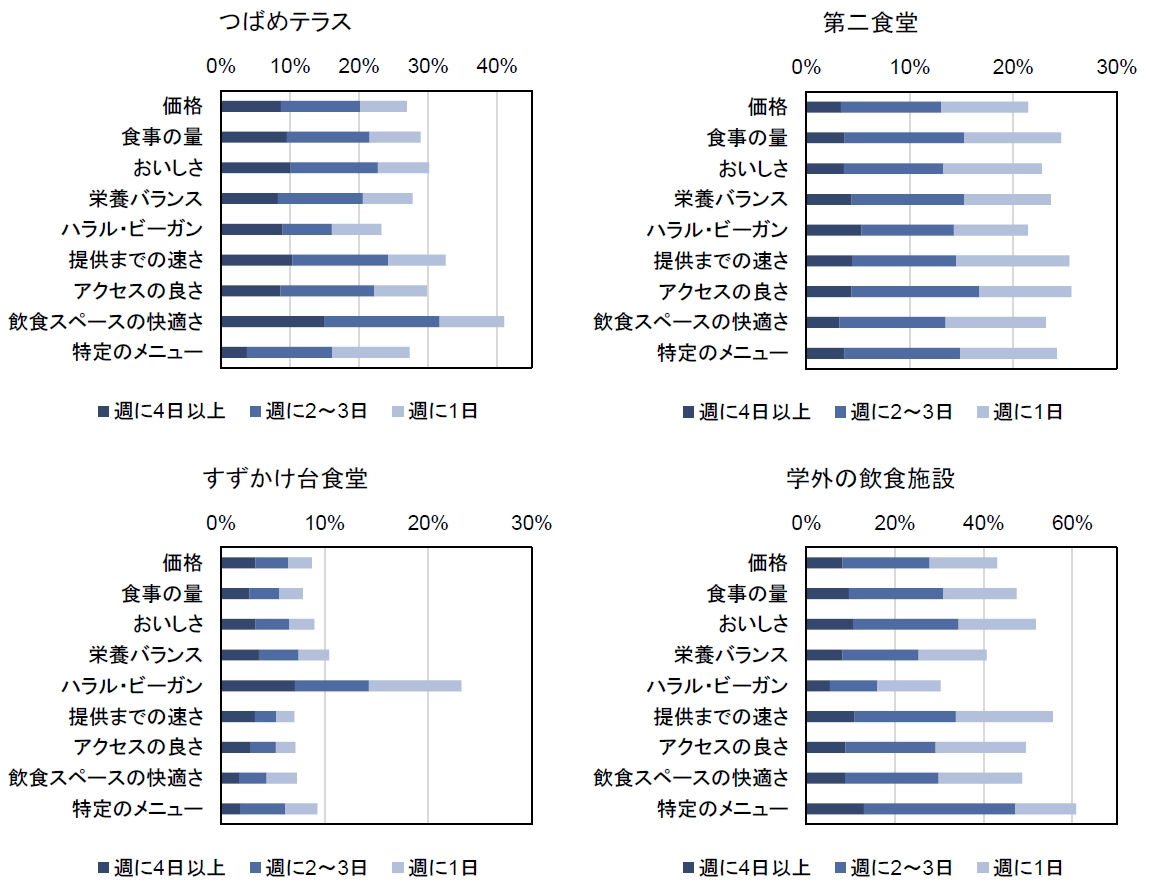 つばめテラス
0% 10% 20% 30% 40%
価格
食事の量
おいしさ
栄養バランス
ハラル・ビーガン
提供までの速さ
アクセスの良さ
飲食スペースの快適さ
特定のメニュー
週に4日以上 週に2～3日 週に1日
第二食堂
0% 10% 20% 30%
価格
食事の量
おいしさ
栄養バランス
ハラル・ビーガン
提供までの速さ
アクセスの良さ
飲食スペースの快適さ
特定のメニュー
週に4日以上 週に2～3日 週に1日
すずかけ台食堂
0% 10% 20% 30%
価格
食事の量
おいしさ
栄養バランス
ハラル・ビーガン
提供までの速さ
アクセスの良さ
飲食スペースの快適さ
特定のメニュー
週に4日以上 週に2～3日 週に1日
学外の飲食施設
0% 20% 40% 60%
価格
食事の量
おいしさ
栄養バランス
ハラル・ビーガン
提供までの速さ
アクセスの良さ
飲食スペースの快適さ
特定のメニュー
週に4日以上 週に2～3日 週に1日